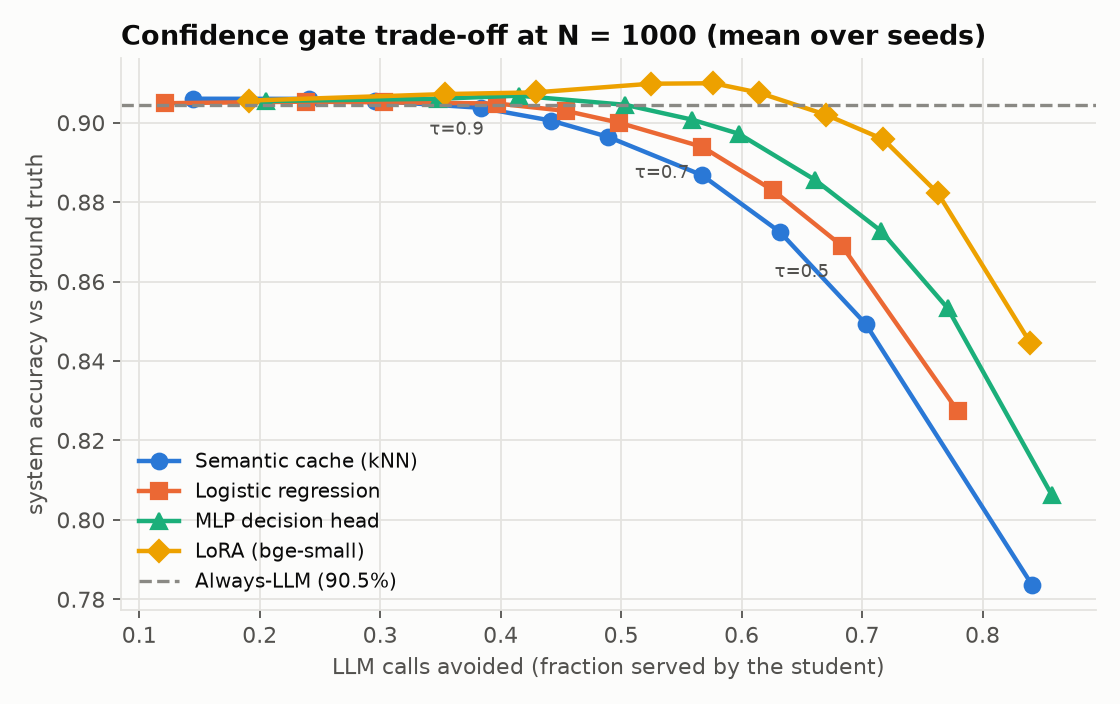 Confidence gate trade-off at N = 1000 (mean over seeds)
system accuracy vs ground truth
0.90
0.88
0.86
0.84
0.82
0.80
0.78
τ=0.9
τ=0.7
τ=0.5
Semantic cache (kNN)
Logistic regression
MLP decision head
LoRA (bge-small)
Always-LLM (90.5%)
0.1 0.2 0.3 0.4 0.5 0.6 0.7 0.8
LLM calls avoided (fraction served by the student)